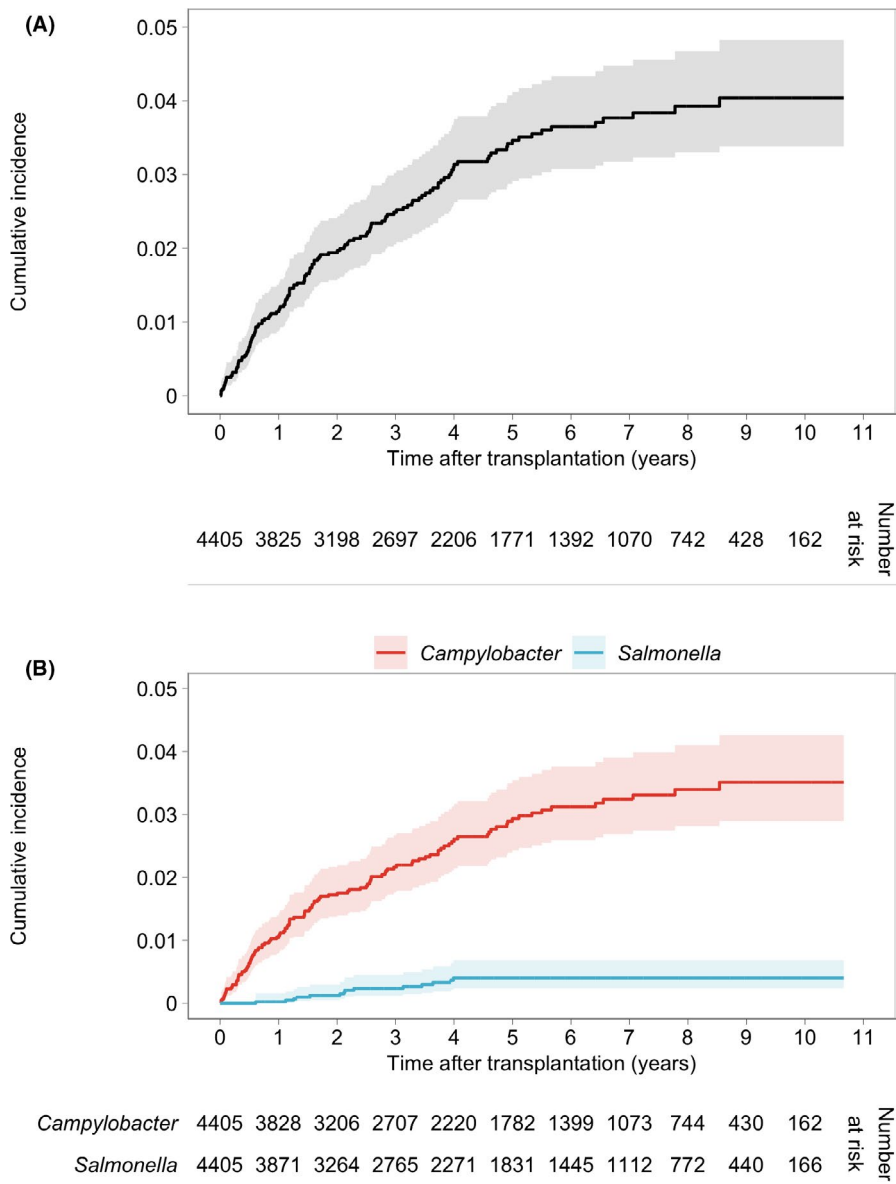 (A)
0.05
0.04
0.03
0.02
0.01
0
Cumulative incidence
0 1 2 3 4 5 6 7 8 9 10 11
Time after transplantation (years)
4405 3825 3198 2697 2206 1771 1392 1070 742 428 162
Number
at risk
Campylobacter Salmonella
(B)
0.05
0.04
0.03
0.02
0.01
0
Cumulative incidence
0 1 2 3 4 5 6 7 8 9 10 11
Time after transplantation (years)
Campylobacter 4405 3828 3206 2707 2220 1782 1399 1073 744 430 162
Salmonella 4405 3871 3264 2765 2271 1831 1445 1112 772 440 166
Number
at risk